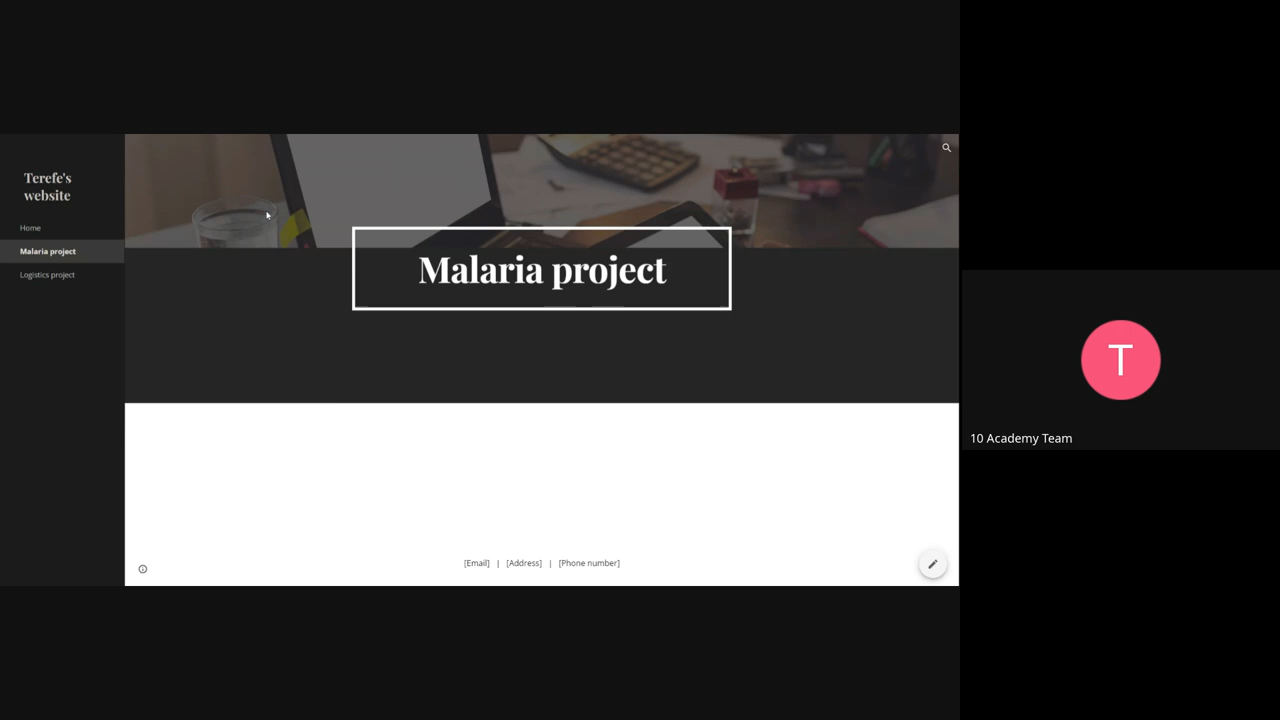 Terefe's
website
Home
Malaria project
Logistics project
Malaria project
[Email] | [Address] | [Phone number]
T
10 Academy Team